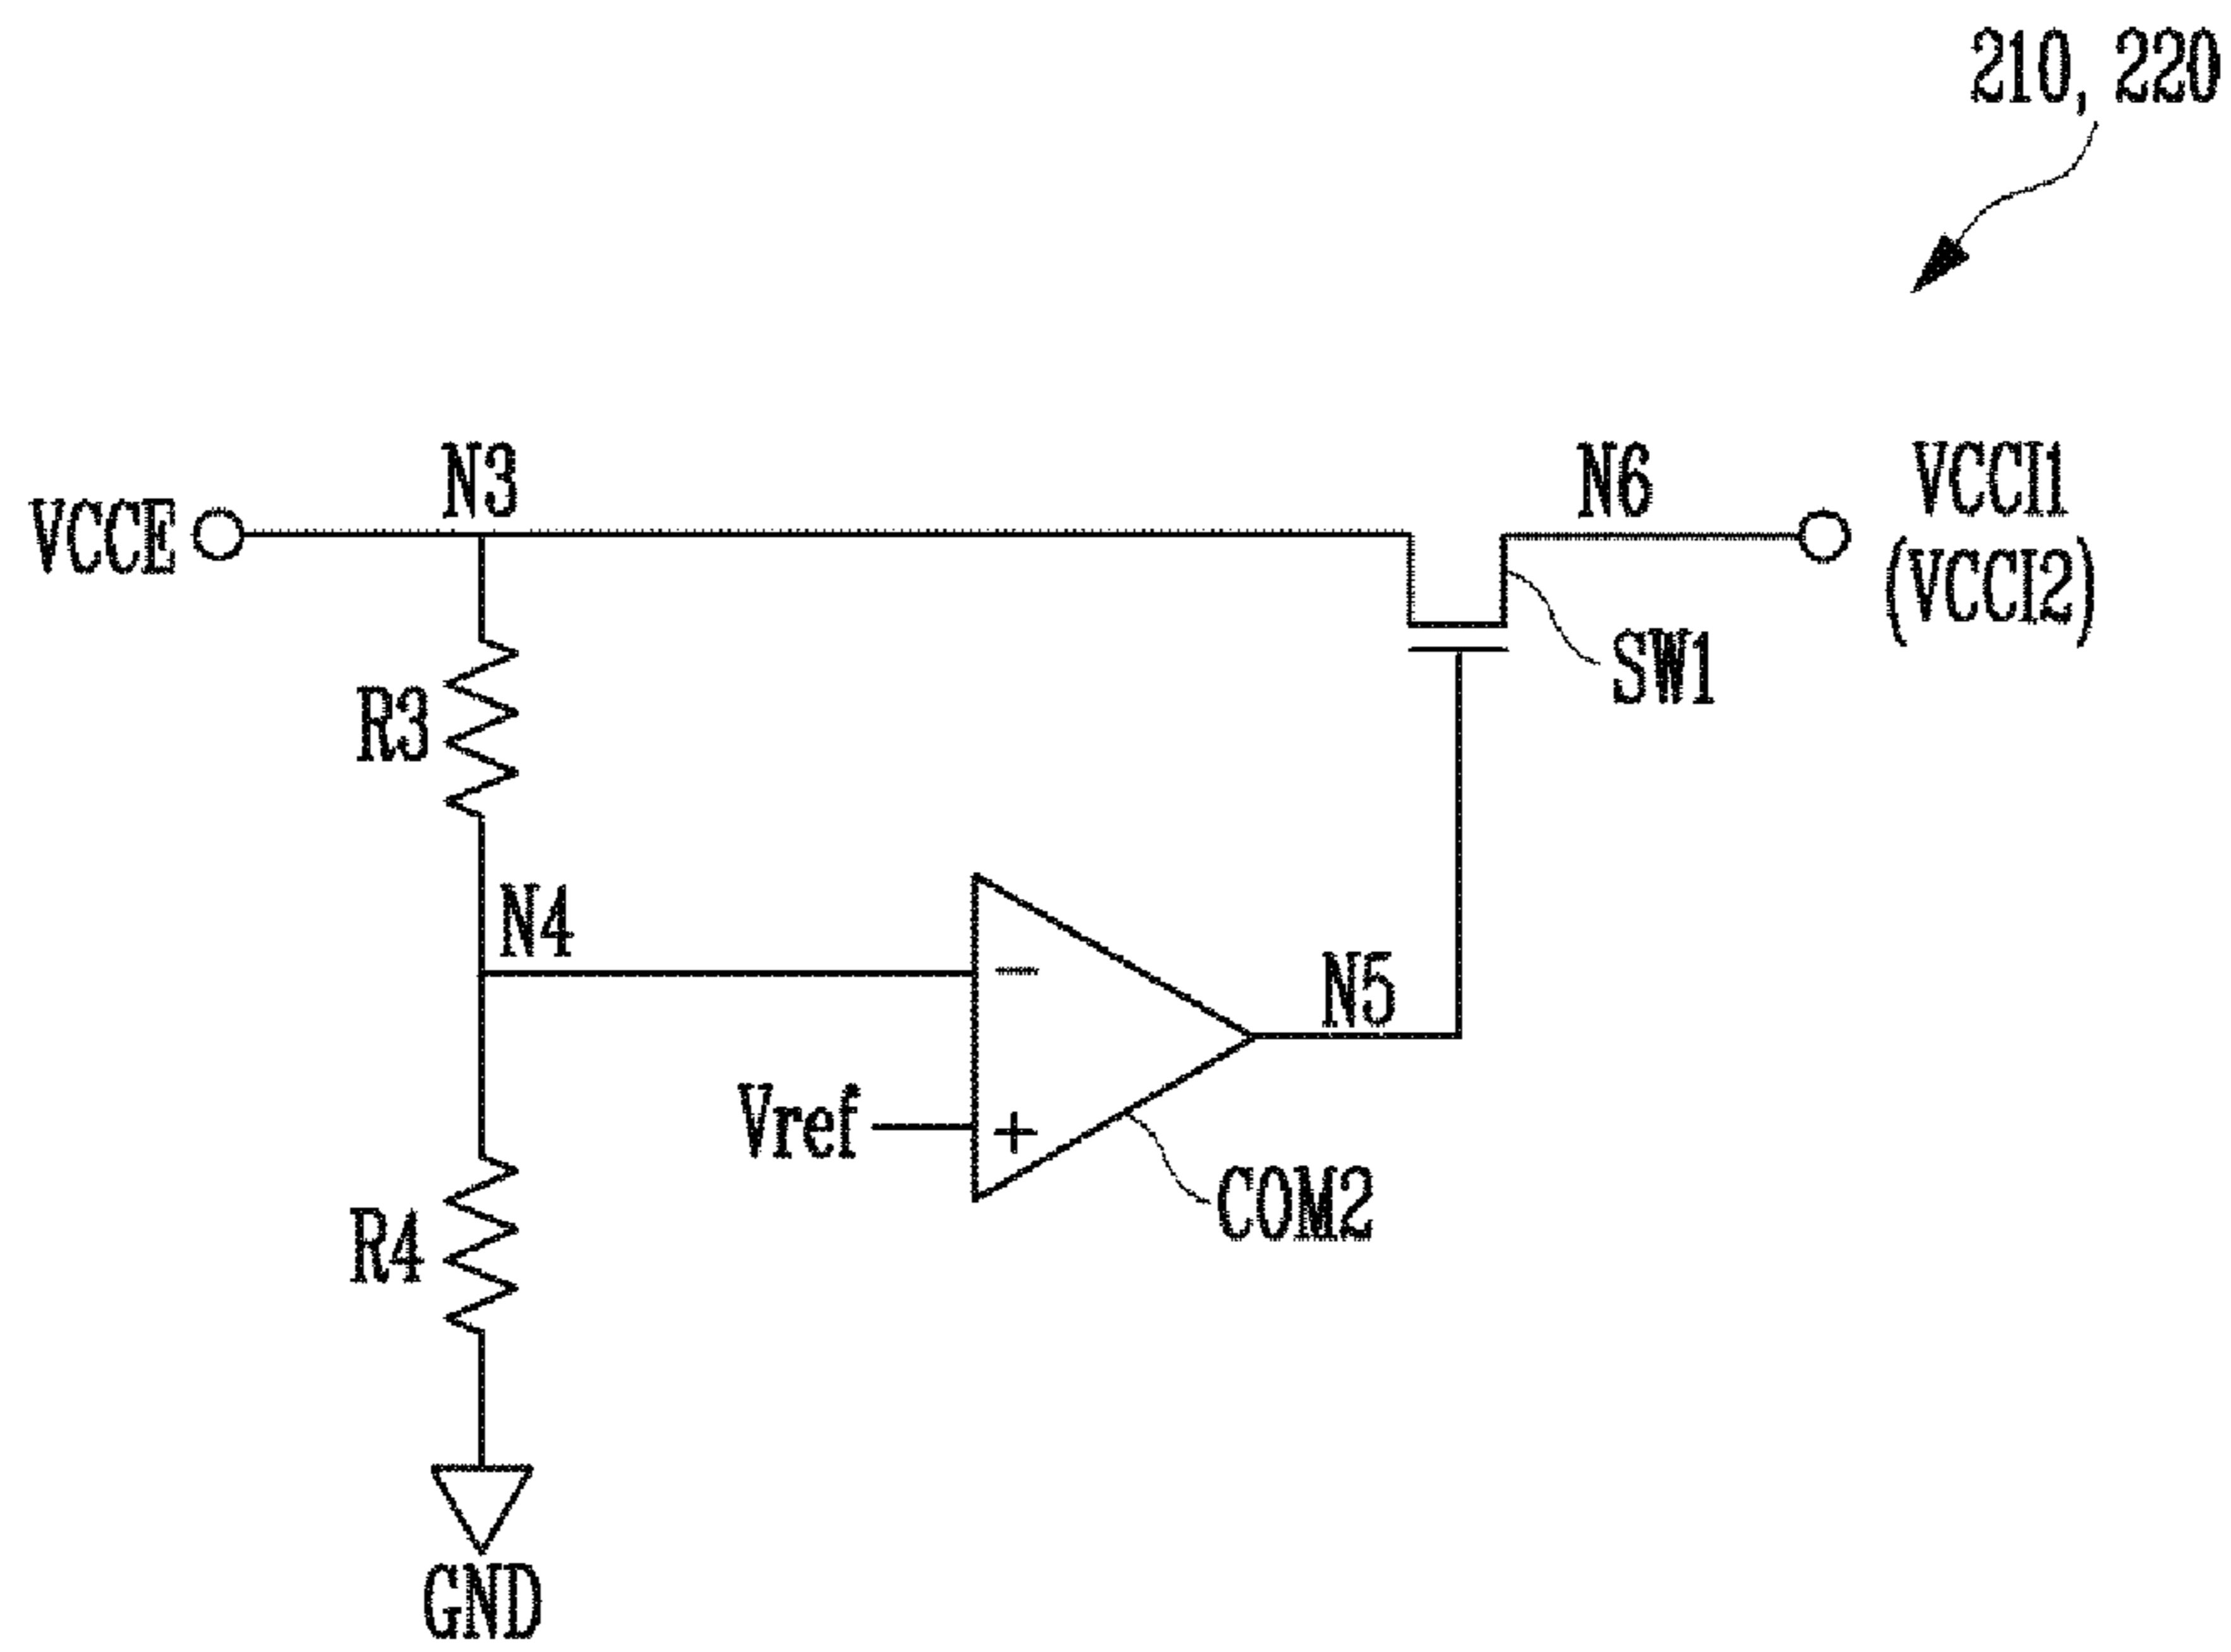 210, 220
N3
N6
VCCI1
VCCE
(VCCI2)
SW1
R3
N4
−
N5
Vref
+
COM2
R4
GND